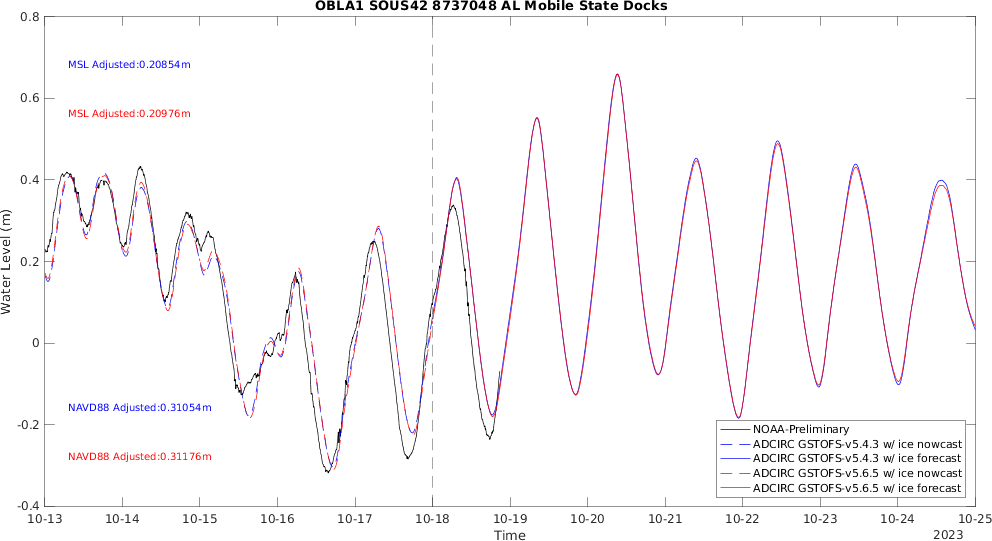 OBLA1 SOUS42 8737048 AL Mobile State Docks
0.8
0.6
0.4
0.2
0
-0.2
-0.4
Water Level (m)
MSL Adjusted:0.20854m
MSL Adjusted:0.20976m
NAVD88 Adjusted:0.31054m
NAVD88 Adjusted:0.31176m
NOAA-Preliminary
ADCIRC GSTOFS-v5.4.3 w/ ice nowcast
ADCIRC GSTOFS-v5.4.3 w/ ice forecast
ADCIRC GSTOFS-v5.6.5 w/ ice nowcast
ADCIRC GSTOFS-v5.6.5 w/ ice forecast
10-13 10-14 10-15 10-16 10-17 10-18 10-19 10-20 10-21 10-22 10-23 10-24 10-25
Time
2023